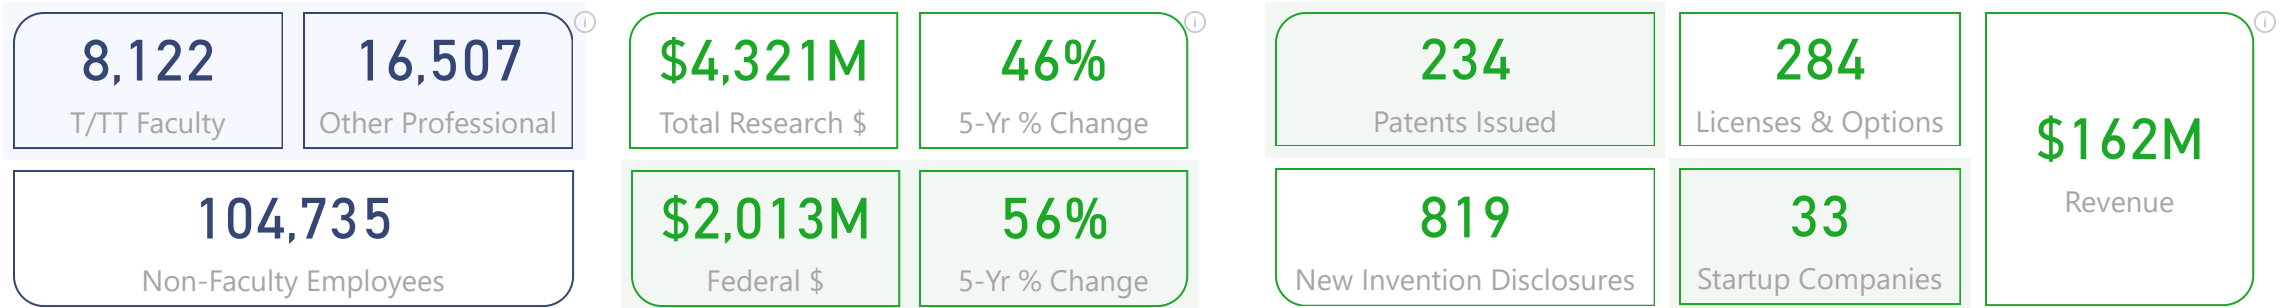 8,122
T/TT Faculty
16,507
Other Professional
104,735
Non-Faculty Employees
$4,321M
Total Research $
46%
5-Yr % Change
$2,013M
Federal $
56%
5-Yr % Change
234
Patents Issued
284
Licenses & Options
819
New Invention Disclosures
33
Startup Companies
$162M
Revenue